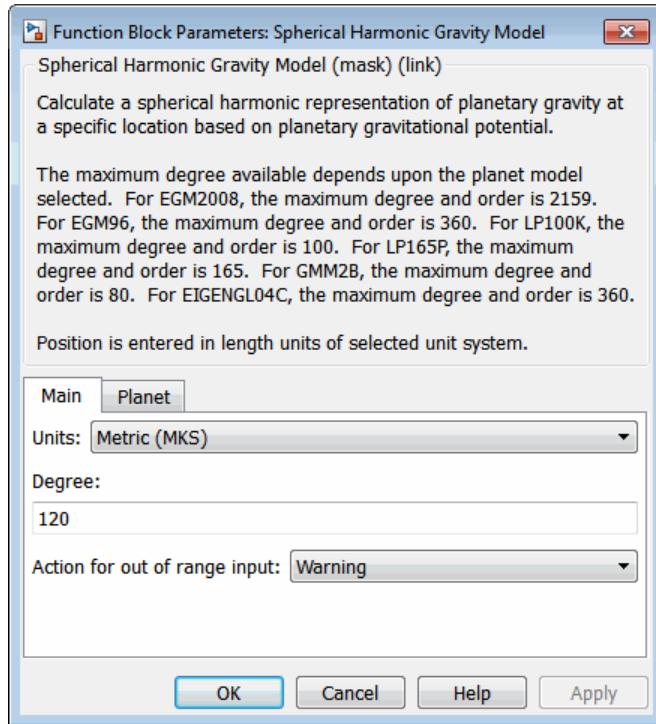 Function Block Parameters: Spherical Harmonic Gravity Model
Spherical Harmonic Gravity Model (mask) (link)
Calculate a spherical harmonic representation of planetary gravity at
a specific location based on planetary gravitational potential.
The maximum degree available depends upon the planet model
selected.  For EGM2008, the maximum degree and order is 2159.
For EGM96, the maximum degree and order is 360.  For LP100K, the
maximum degree and order is 100.  For LP165P, the maximum
degree and order is 165.  For GMM2B, the maximum degree and
order is 80.  For EIGENGL04C, the maximum degree and order is 360.
Position is entered in length units of selected unit system.
Main Planet
Units: Metric (MKS)
Degree:
120
Action for out of range input: Warning
OK Cancel Help Apply